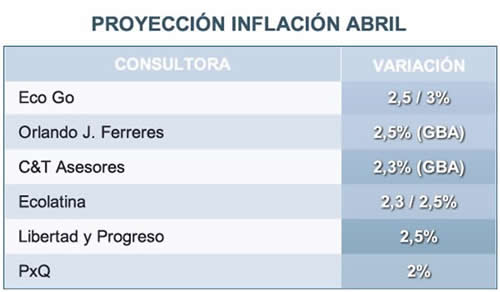 PROYECCIÓN INFLACIÓN ABRIL
CONSULTORA VARIACIÓN
Eco Go 2,5 / 3%
Orlando J. Ferreres 2,5% (GBA)
C&T Asesores 2,3% (GBA)
Ecolatina 2,3 / 2,5%
Libertad y Progreso 2,5%
PxQ 2%